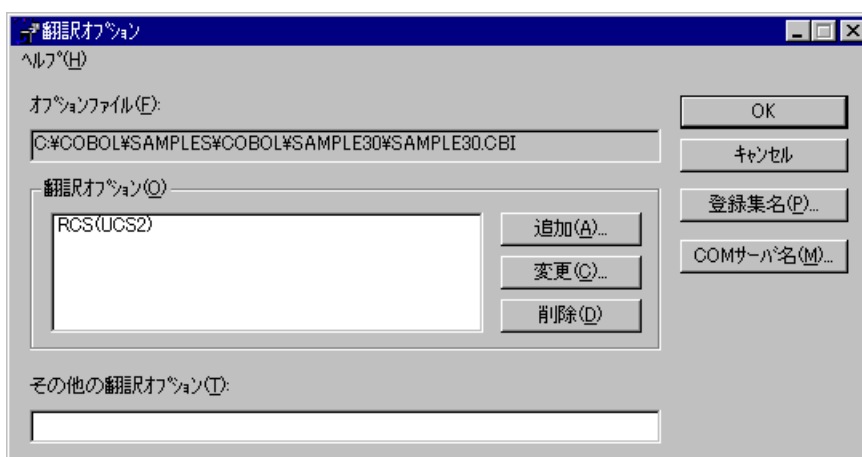 翻訳オプション
ヘルプ(H)
オプションファイル(F):
C:¥COBOL¥SAMPLES¥COBOL¥SAMPLE30¥SAMPLE30.CBI
翻訳オプション(O)
RCS(UCS2)
追加(A)...
変更(C)...
削除(D)
その他の翻訳オプション(T):
OK
キャンセル
登録集名(P)...
COMサーバ名(M)...